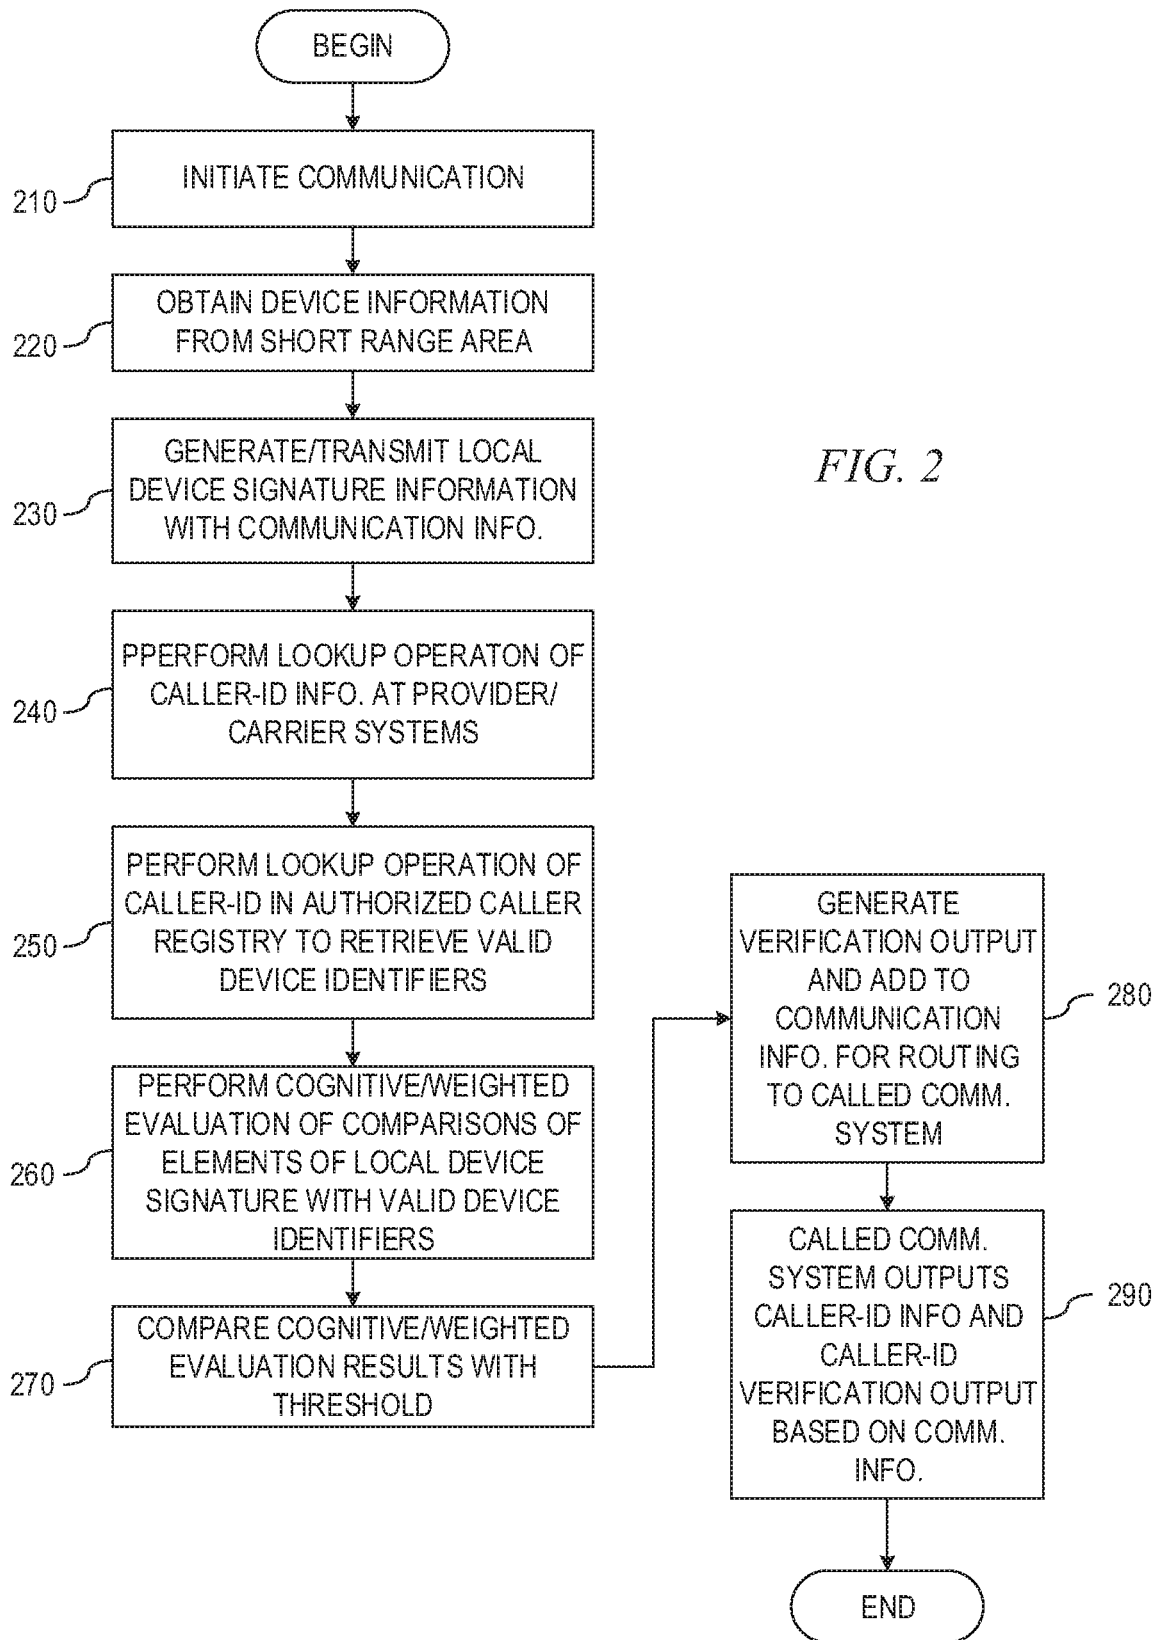 BEGIN
INITIATE COMMUNICATION
210
OBTAIN DEVICE INFORMATION
FROM SHORT RANGE AREA
220
GENERATE/TRANSMIT LOCAL
DEVICE SIGNATURE INFORMATION
WITH COMMUNICATION INFO.
230
FIG. 2
PPERFORM LOOKUP OPERATON OF
CALLER-ID INFO. AT PROVIDER/
CARRIER SYSTEMS
240
PERFORM LOOKUP OPERATION OF
CALLER-ID IN AUTHORIZED CALLER
REGISTRY TO RETRIEVE VALID
DEVICE IDENTIFIERS
250
PERFORM COGNITIVE/WEIGHTED
EVALUATION OF COMPARISONS OF
ELEMENTS OF LOCAL DEVICE
SIGNATURE WITH VALID DEVICE
IDENTIFIERS
260
COMPARE COGNITIVE/WEIGHTED
EVALUATION RESULTS WITH
THRESHOLD
270
GENERATE
VERIFICATION OUTPUT
AND ADD TO
COMMUNICATION
INFO. FOR ROUTING
TO CALLED COMM.
SYSTEM
280
CALLED COMM.
SYSTEM OUTPUTS
CALLER-ID INFO AND
CALLER-ID
VERIFICATION OUTPUT
BASED ON COMM.
INFO.
290
END